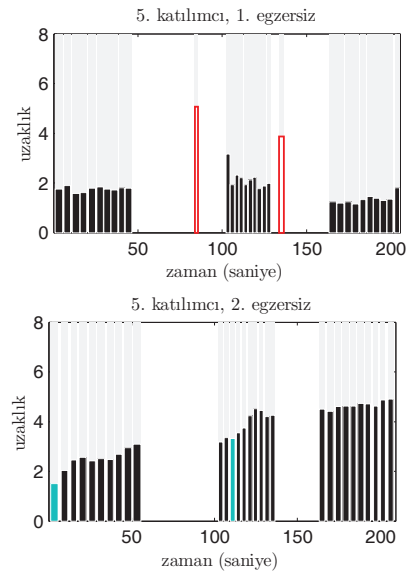 5. katılımcı, 1. egzersiz
8
6
4
2
0
uzaklık
50 100 150 200
zaman (saniye)
5. katılımcı, 2. egzersiz
8
6
4
2
0
uzaklık
50 100 150 200
zaman (saniye)